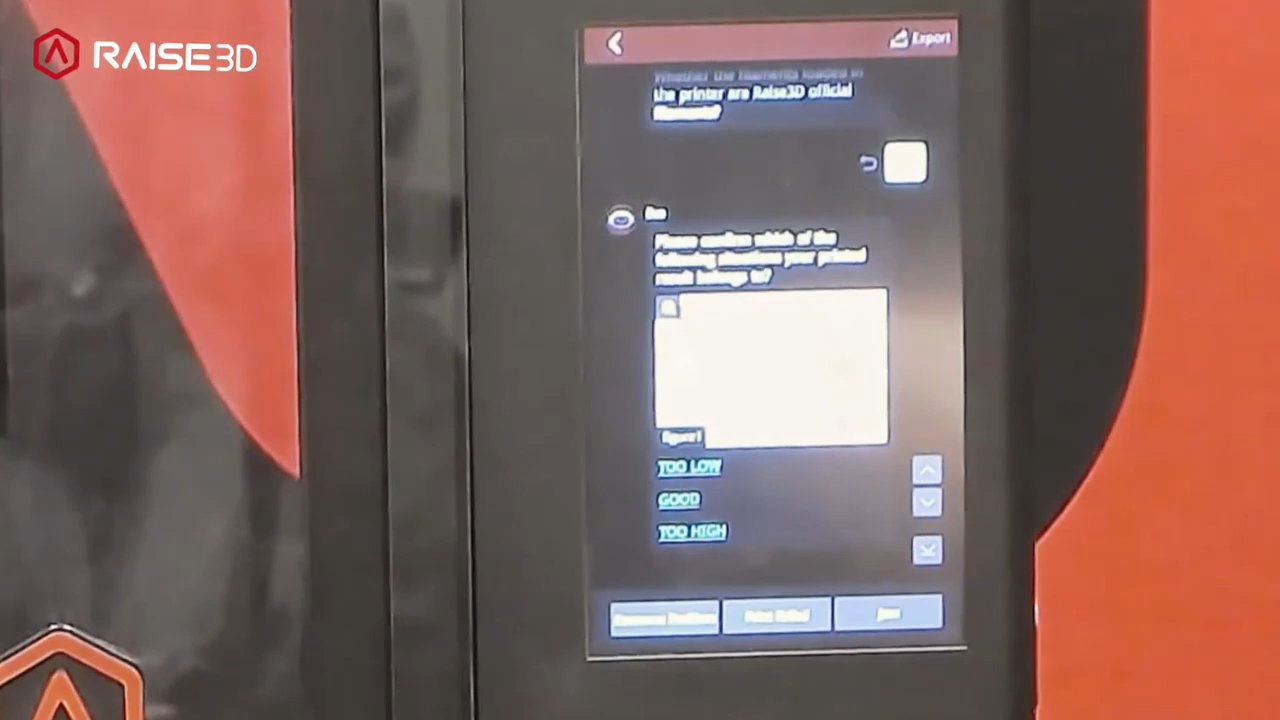 RAISE3D
Export
Whether the filaments loaded in
the printer are Raise3D official
filaments?
Please confirm which of the
following situations your printed
result belongs to?
figure1
TOO LOW
GOOD
TOO HIGH